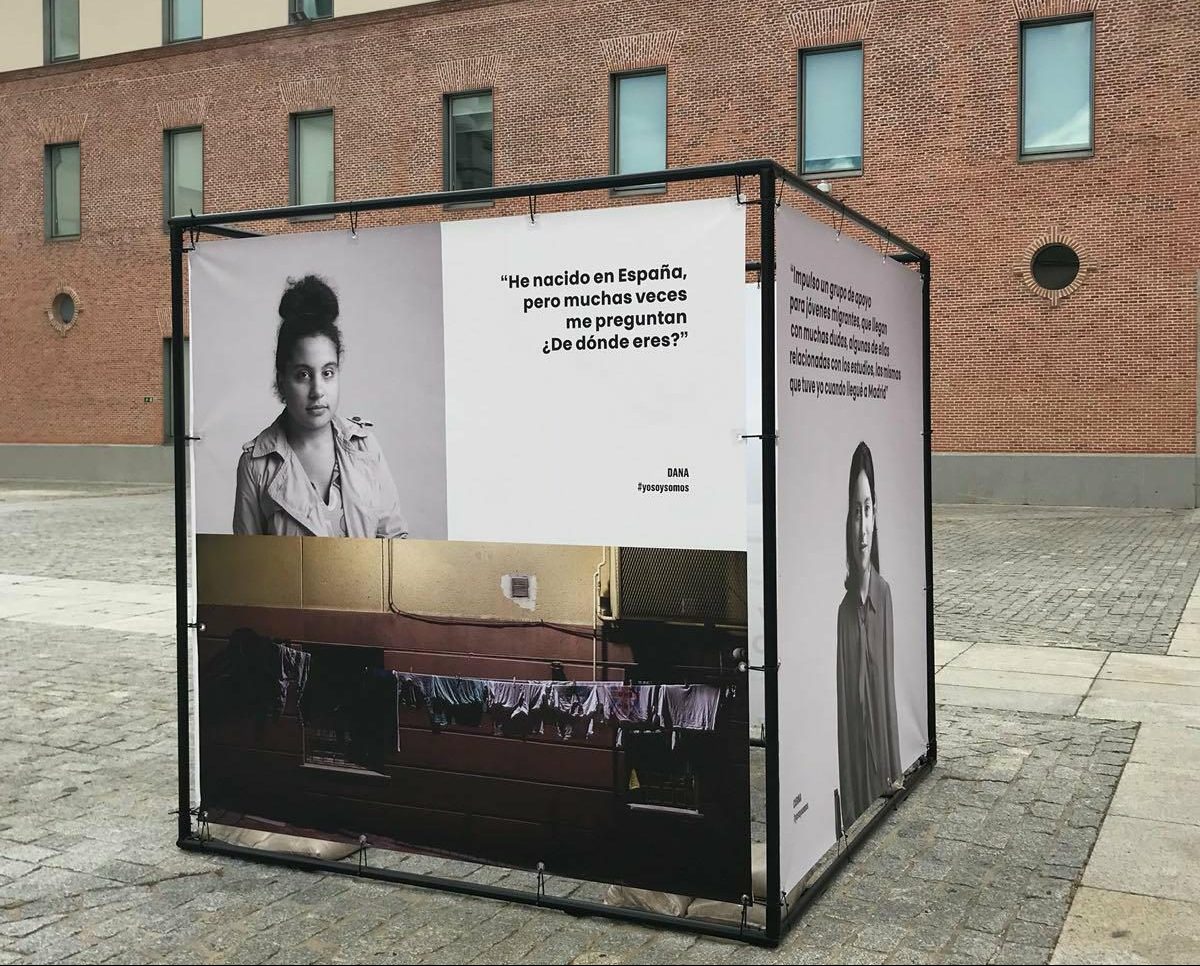 “He nacido en España,
pero muchas veces
me preguntan
¿De dónde eres?”
DANA
#yosoysomos
“Impulso un grupo de apoyo
para jóvenes migrantes, que llegan
con muchas dudas, algunas de ellas
relacionadas con los estudios, las mismas
que tuve yo cuando llegué a Madrid”
#yosoysomos